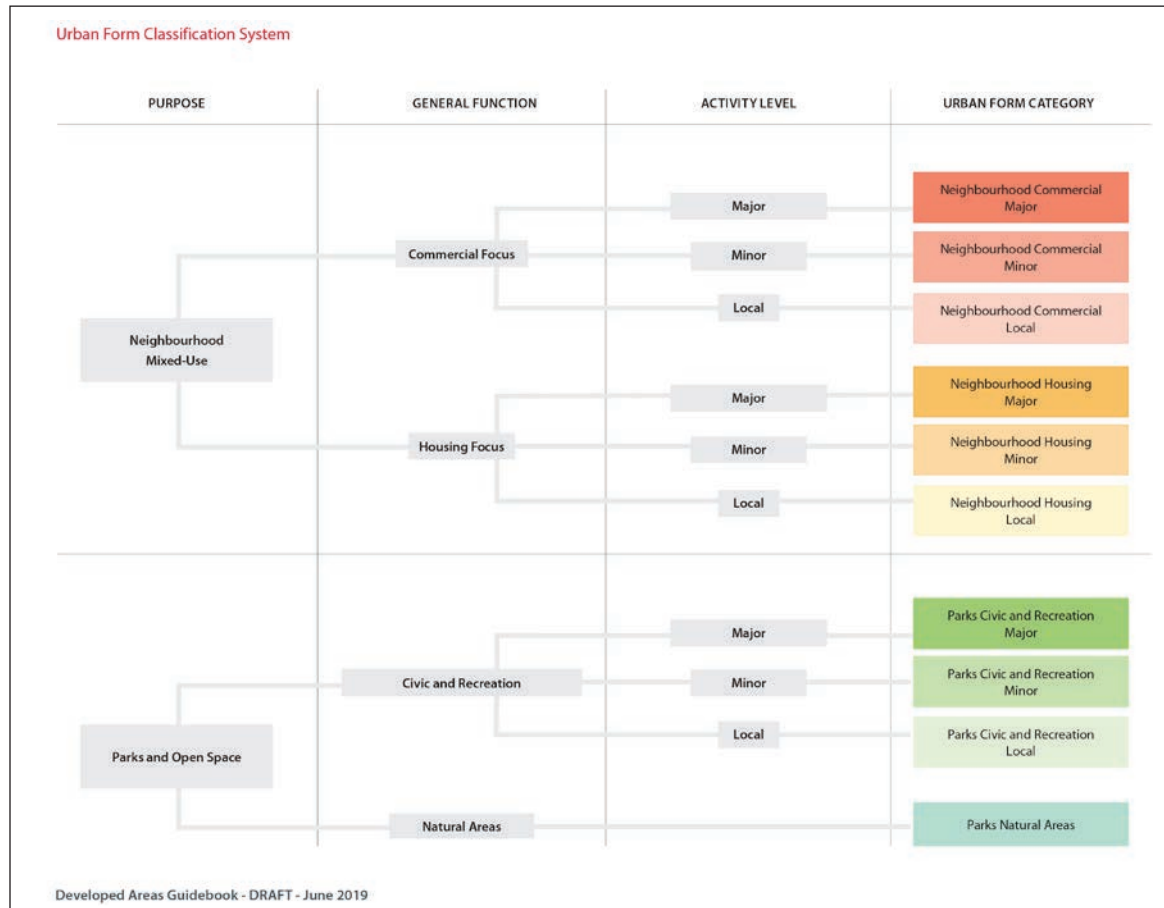 Urban Form Classification System
PURPOSE
GENERAL FUNCTION
ACTIVITY LEVEL
URBAN FORM CATEGORY
Neighbourhood
Mixed-Use
Commercial Focus
Major
Neighbourhood Commercial
Major
Minor
Neighbourhood Commercial
Minor
Local
Neighbourhood Commercial
Local
Housing Focus
Major
Neighbourhood Housing
Major
Minor
Neighbourhood Housing
Minor
Local
Neighbourhood Housing
Local
Parks and Open Space
Civic and Recreation
Major
Parks Civic and Recreation
Major
Minor
Parks Civic and Recreation
Minor
Local
Parks Civic and Recreation
Local
Natural Areas
Parks Natural Areas
Developed Areas Guidebook - DRAFT - June 2019